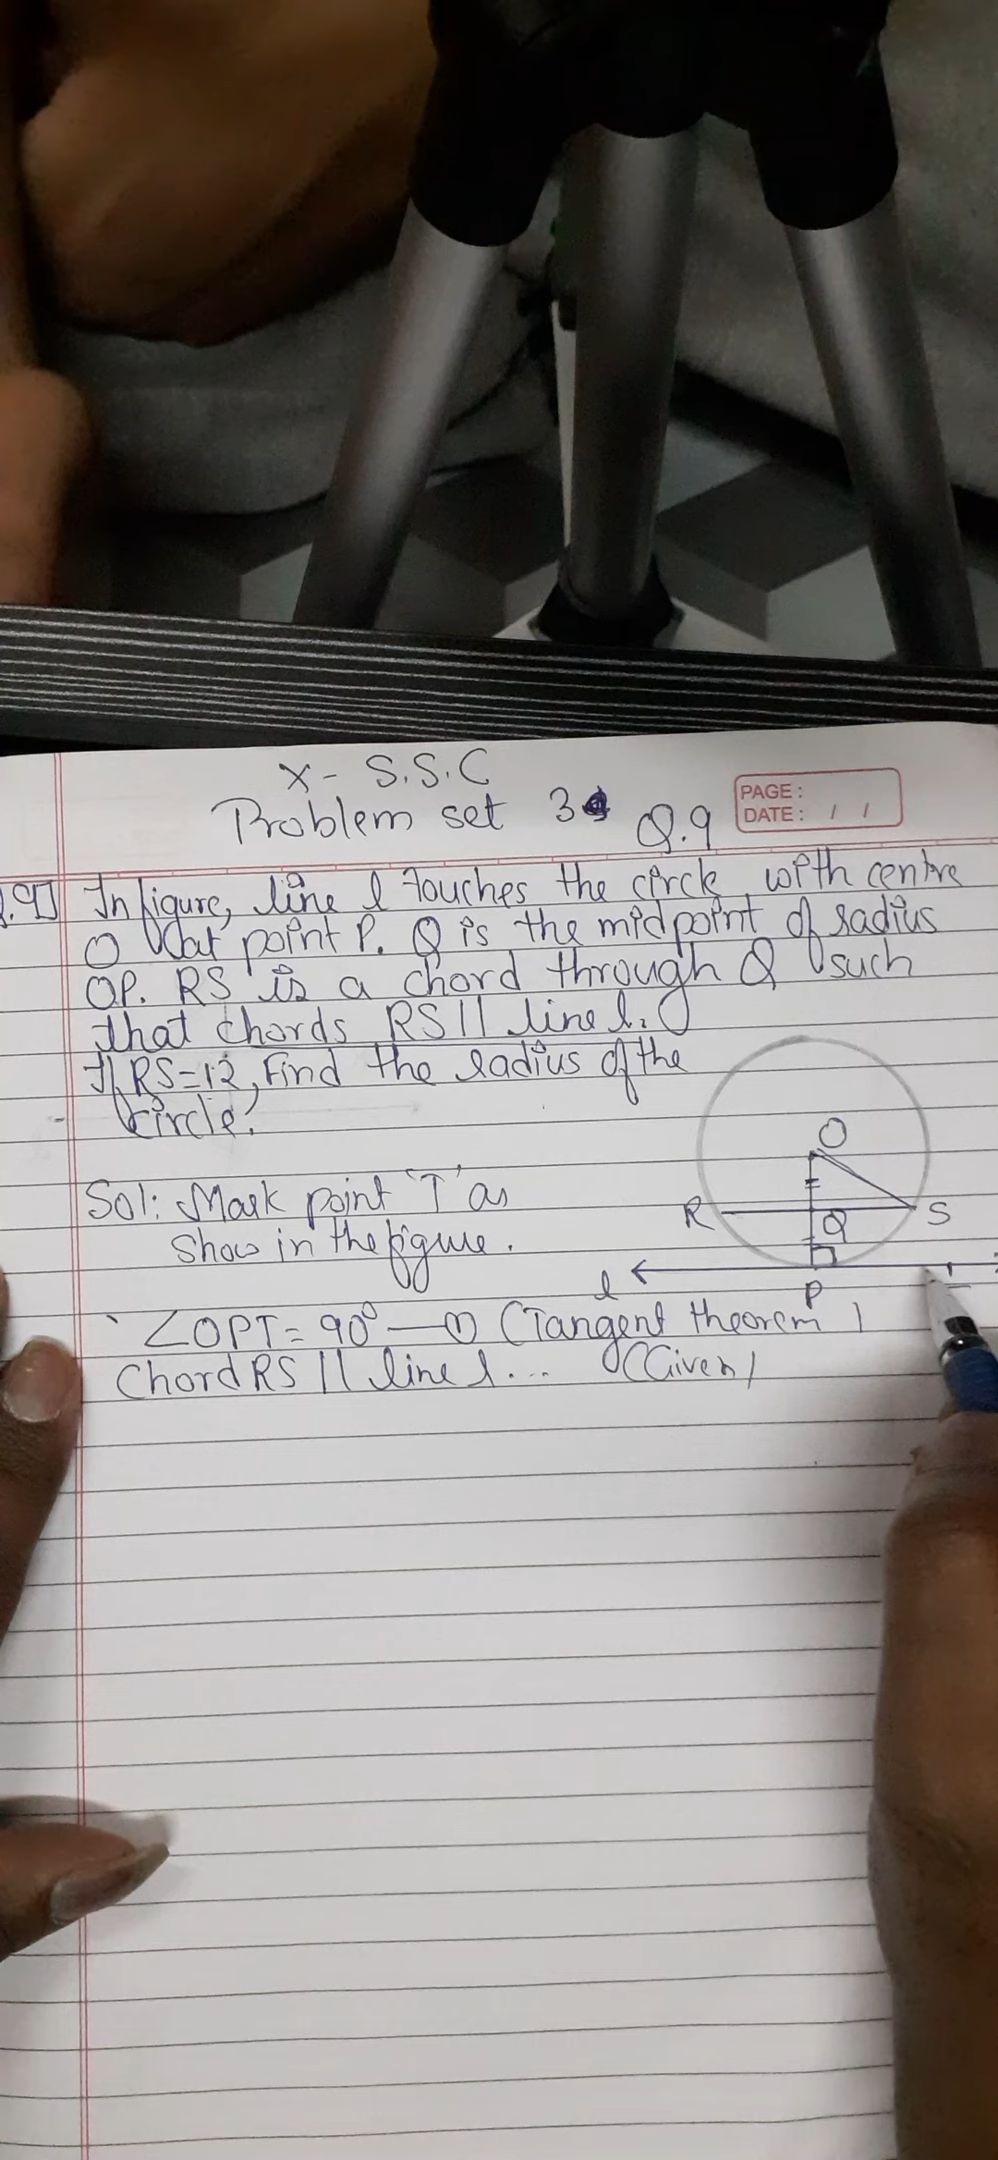 X- S.S.C
Problem set 3
Q.9
PAGE:
DATE: / /
Q.9] In figure, line l touches the circle with centre
O at point P. Q is the midpoint of radius
OP. RS is a chord through Q such
that chords RS || line l.
If RS=12, Find the radius of the
circle.
O
R
Q
S
l
P
Sol: Mark point 'T' as
Show in the figure.
∠OPT = 90° — ① (Tangent theorem)
Chord RS || line l ... (Given)